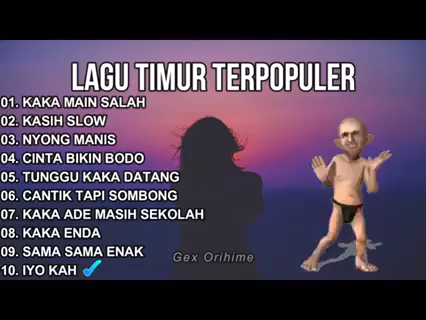 LAGU TIMUR TERPOPULER
01. KAKA MAIN SALAH
02. KASIH SLOW
03. NYONG MANIS
04. CINTA BIKIN BODO
05. TUNGGU KAKA DATANG
06. CANTIK TAPI SOMBONG
07. KAKA ADE MASIH SEKOLAH
08. KAKA ENDA
09. SAMA SAMA ENAK
10. IYO KAH
Gex Orihime